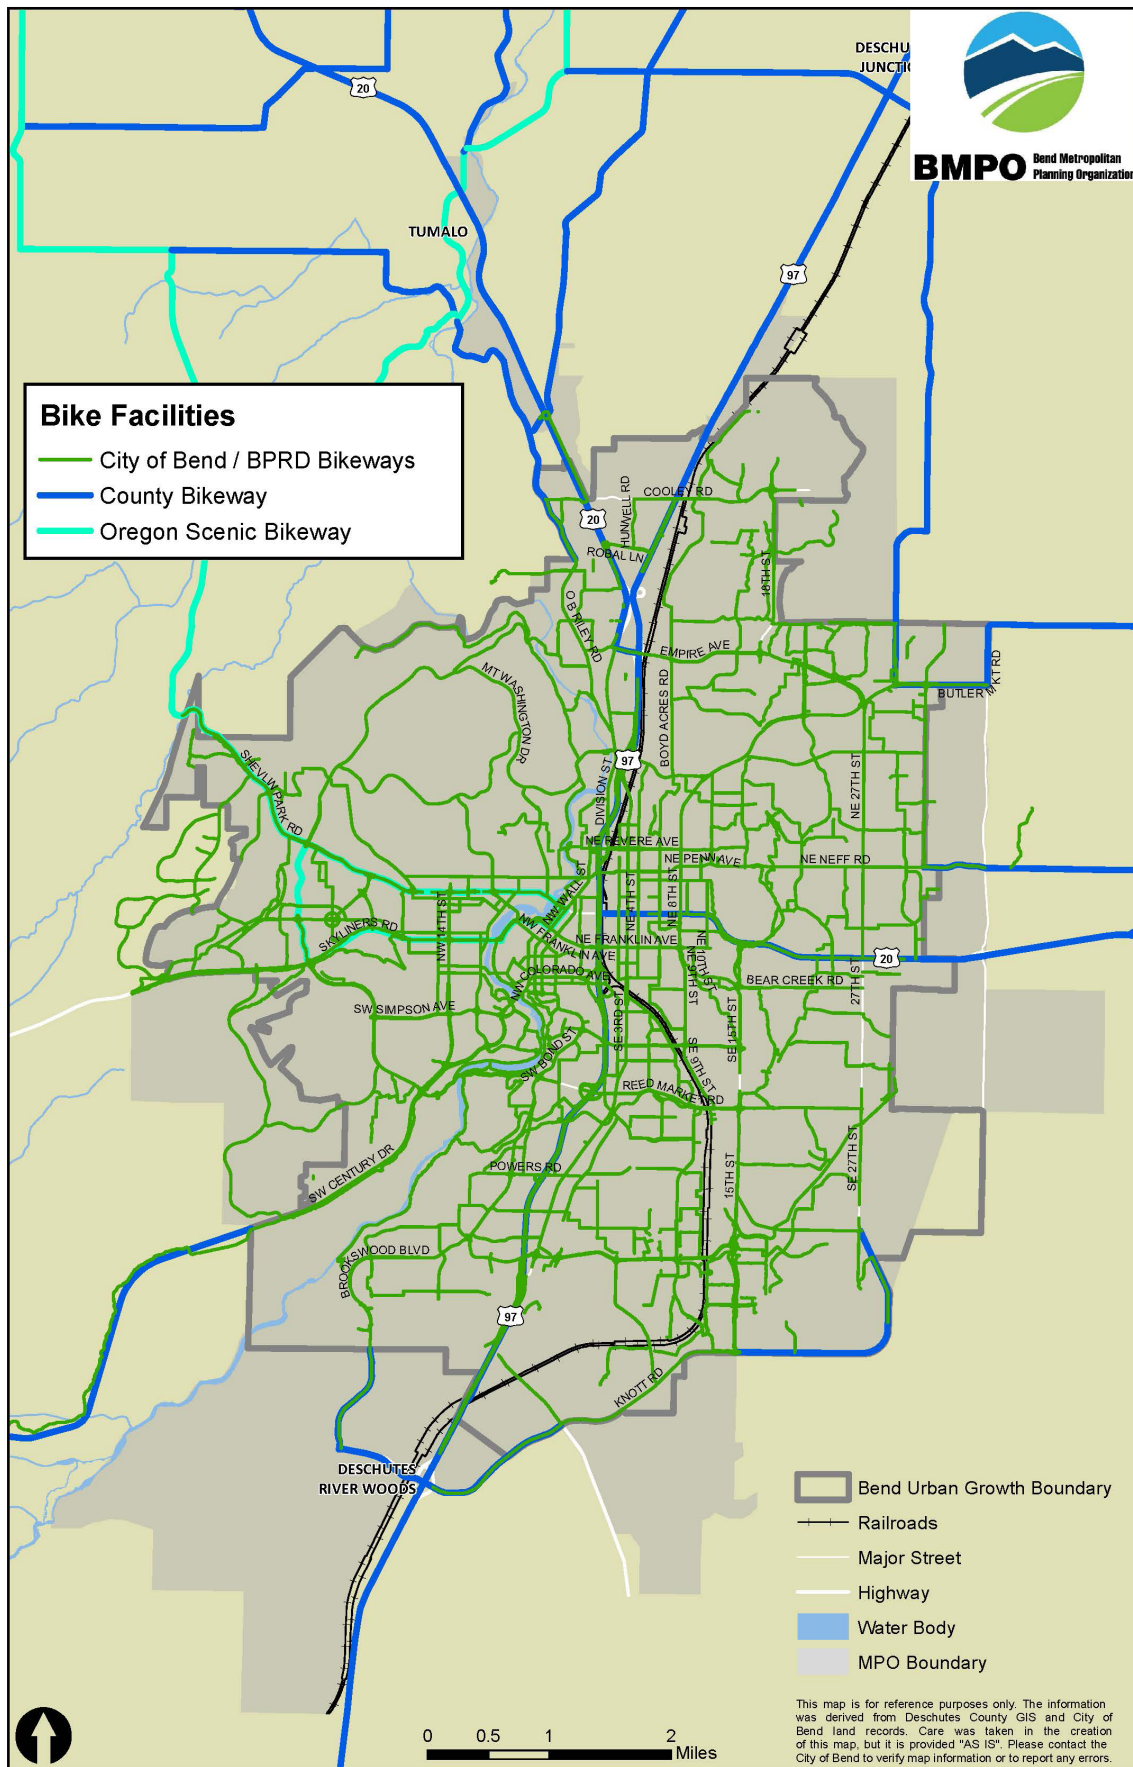 DESCHU
JUNCTI
BMPO
Bend Metropolitan
Planning Organization
20
TUMALO
97
Bike Facilities
City of Bend / BPRD Bikeways
County Bikeway
Oregon Scenic Bikeway
HUNNELL RD
COOLEY RD
20
ROBAL LN
18TH ST
O B RILEY RD
EMPIRE AVE
MT WASHINGTON DR
BOYD ACRES RD
BUTLER MKT RD
SHEVLIN PARK RD
97
DIVISION ST
NE 27TH ST
NE REVERE AVE
NE PENN AVE
NE NEFF RD
NW WALL ST
NE 4TH ST
NE 8TH ST
NW 14TH ST
SKYLINERS RD
NW FRANKLIN AVE
NE FRANKLIN AVE
NE 10TH ST
NE 9TH ST
20
NW COLORADO AVE
BEAR CREEK RD
27TH ST
SW SIMPSON AVE
SE 3RD ST
SE 15TH ST
SW BOND ST
SE 9TH ST
REED MARKET RD
SW CENTURY DR
POWERS RD
15TH ST
SE 27TH ST
BROOKSWOOD BLVD
97
KNOTT RD
DESCHUTES
RIVER WOODS
Bend Urban Growth Boundary
Railroads
Major Street
Highway
Water Body
MPO Boundary
This map is for reference purposes only. The information
was derived from Deschutes County GIS and City of
Bend land records. Care was taken in the creation
of this map, but it is provided "AS IS". Please contact the
City of Bend to verify map information or to report any errors.
0 0.5 1 2
Miles